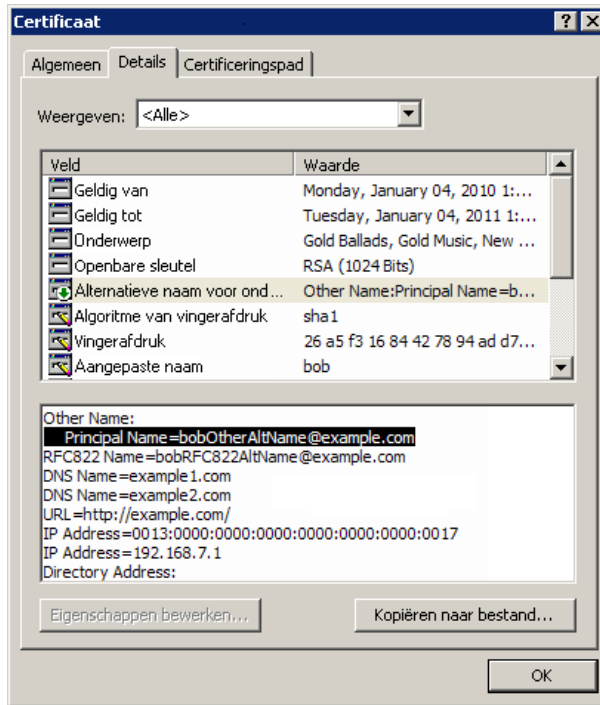 Certificaat
Algemeen Details Certificeringspad
Weergeven: <Alle>
Veld Waarde
Geldig van Monday, January 04, 2010 1:...
Geldig tot Tuesday, January 04, 2011 1:...
Onderwerp Gold Ballads, Gold Music, New ...
Openbare sleutel RSA (1024 Bits)
Alternatieve naam voor ond... Other Name:Principal Name=b...
Algoritme van vingerafdruk sha1
Vingerafdruk 26 a5 f3 16 84 42 78 94 ad d7...
Aangepaste naam bob
Other Name:
Principal Name=bobOtherAltName@example.com
RFC822 Name=bobRFC822AltName@example.com
DNS Name=example1.com
DNS Name=example2.com
URL=http://example.com/
IP Address=0013:0000:0000:0000:0000:0000:0000:0017
IP Address=192.168.7.1
Directory Address:
Eigenschappen bewerken... Kopiëren naar bestand...
OK